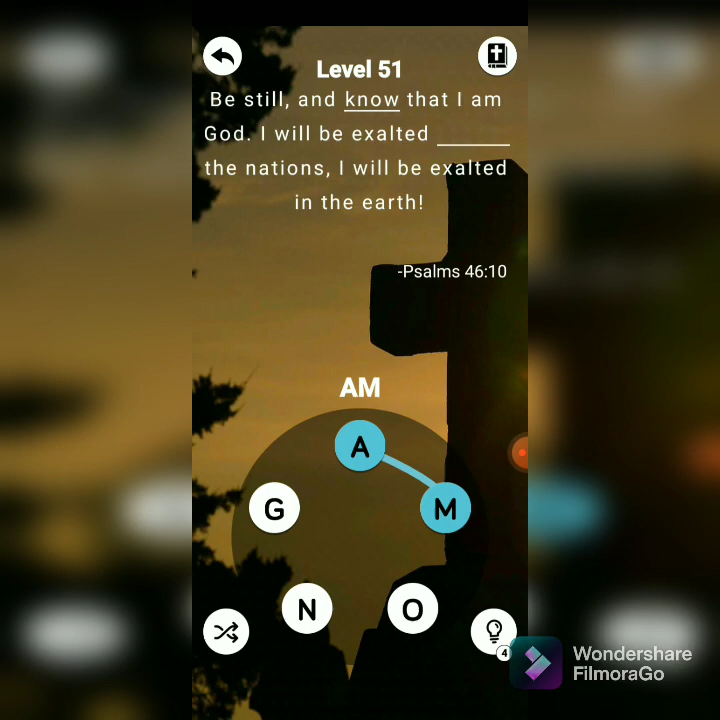 Level 51
Be still, and know that I am
God. I will be exalted ______
the nations, I will be exalted
in the earth!
-Psalms 46:10
AM
A
G
M
N
O
4
Wondershare
FilmoraGo